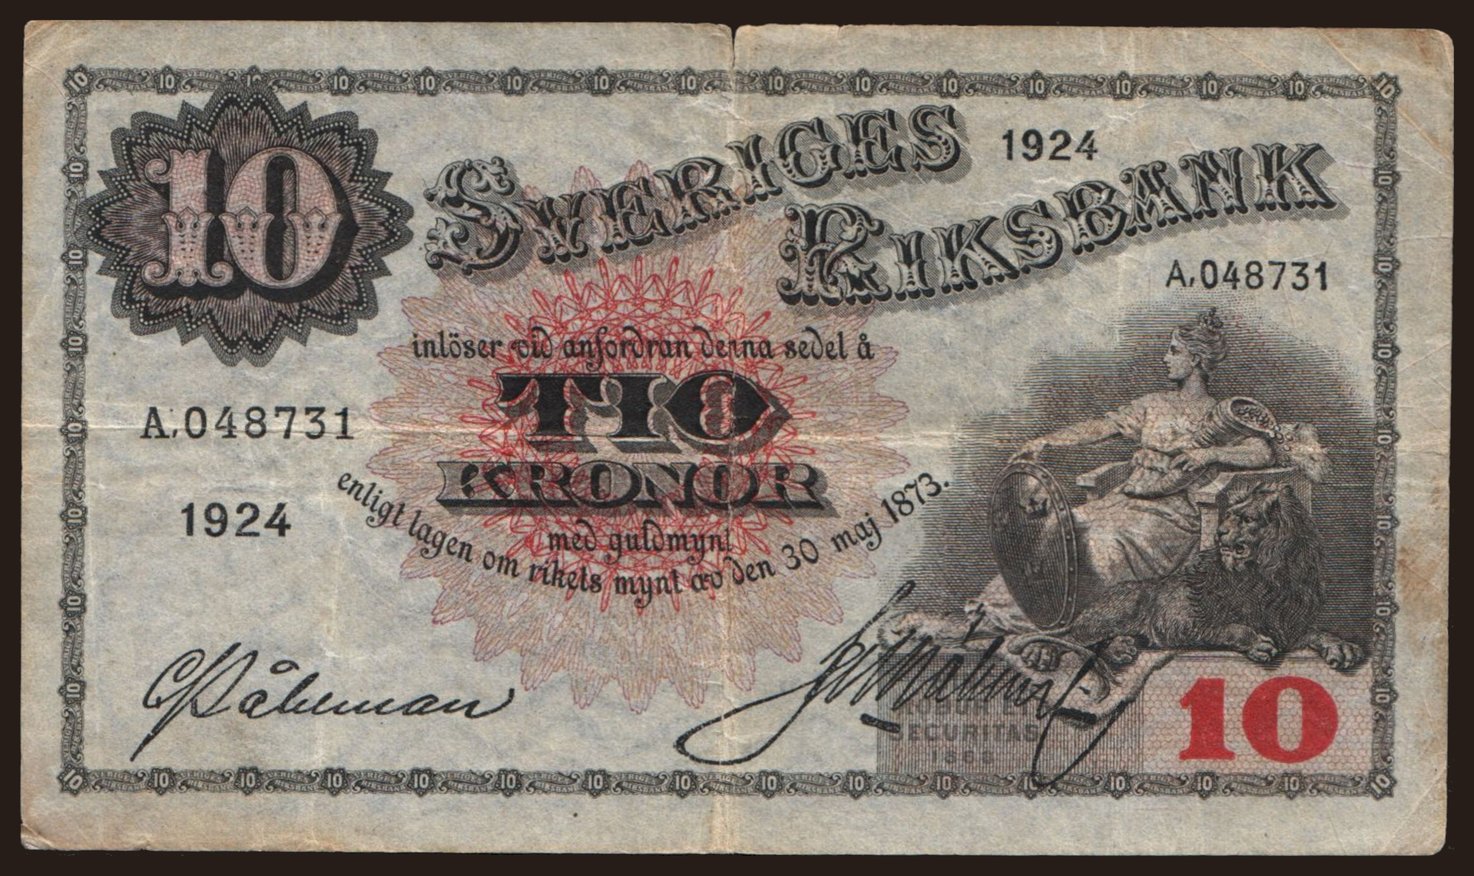 10
SVERIGES
1924
RIKSBANK
A.048731
inlöser vid anfordran denna sedel å
TIO
KRONOR
A.048731
1924
med guldmynt
enligt lagen om rikets mynt av den 30 maj 1873.
SECURITAS
10